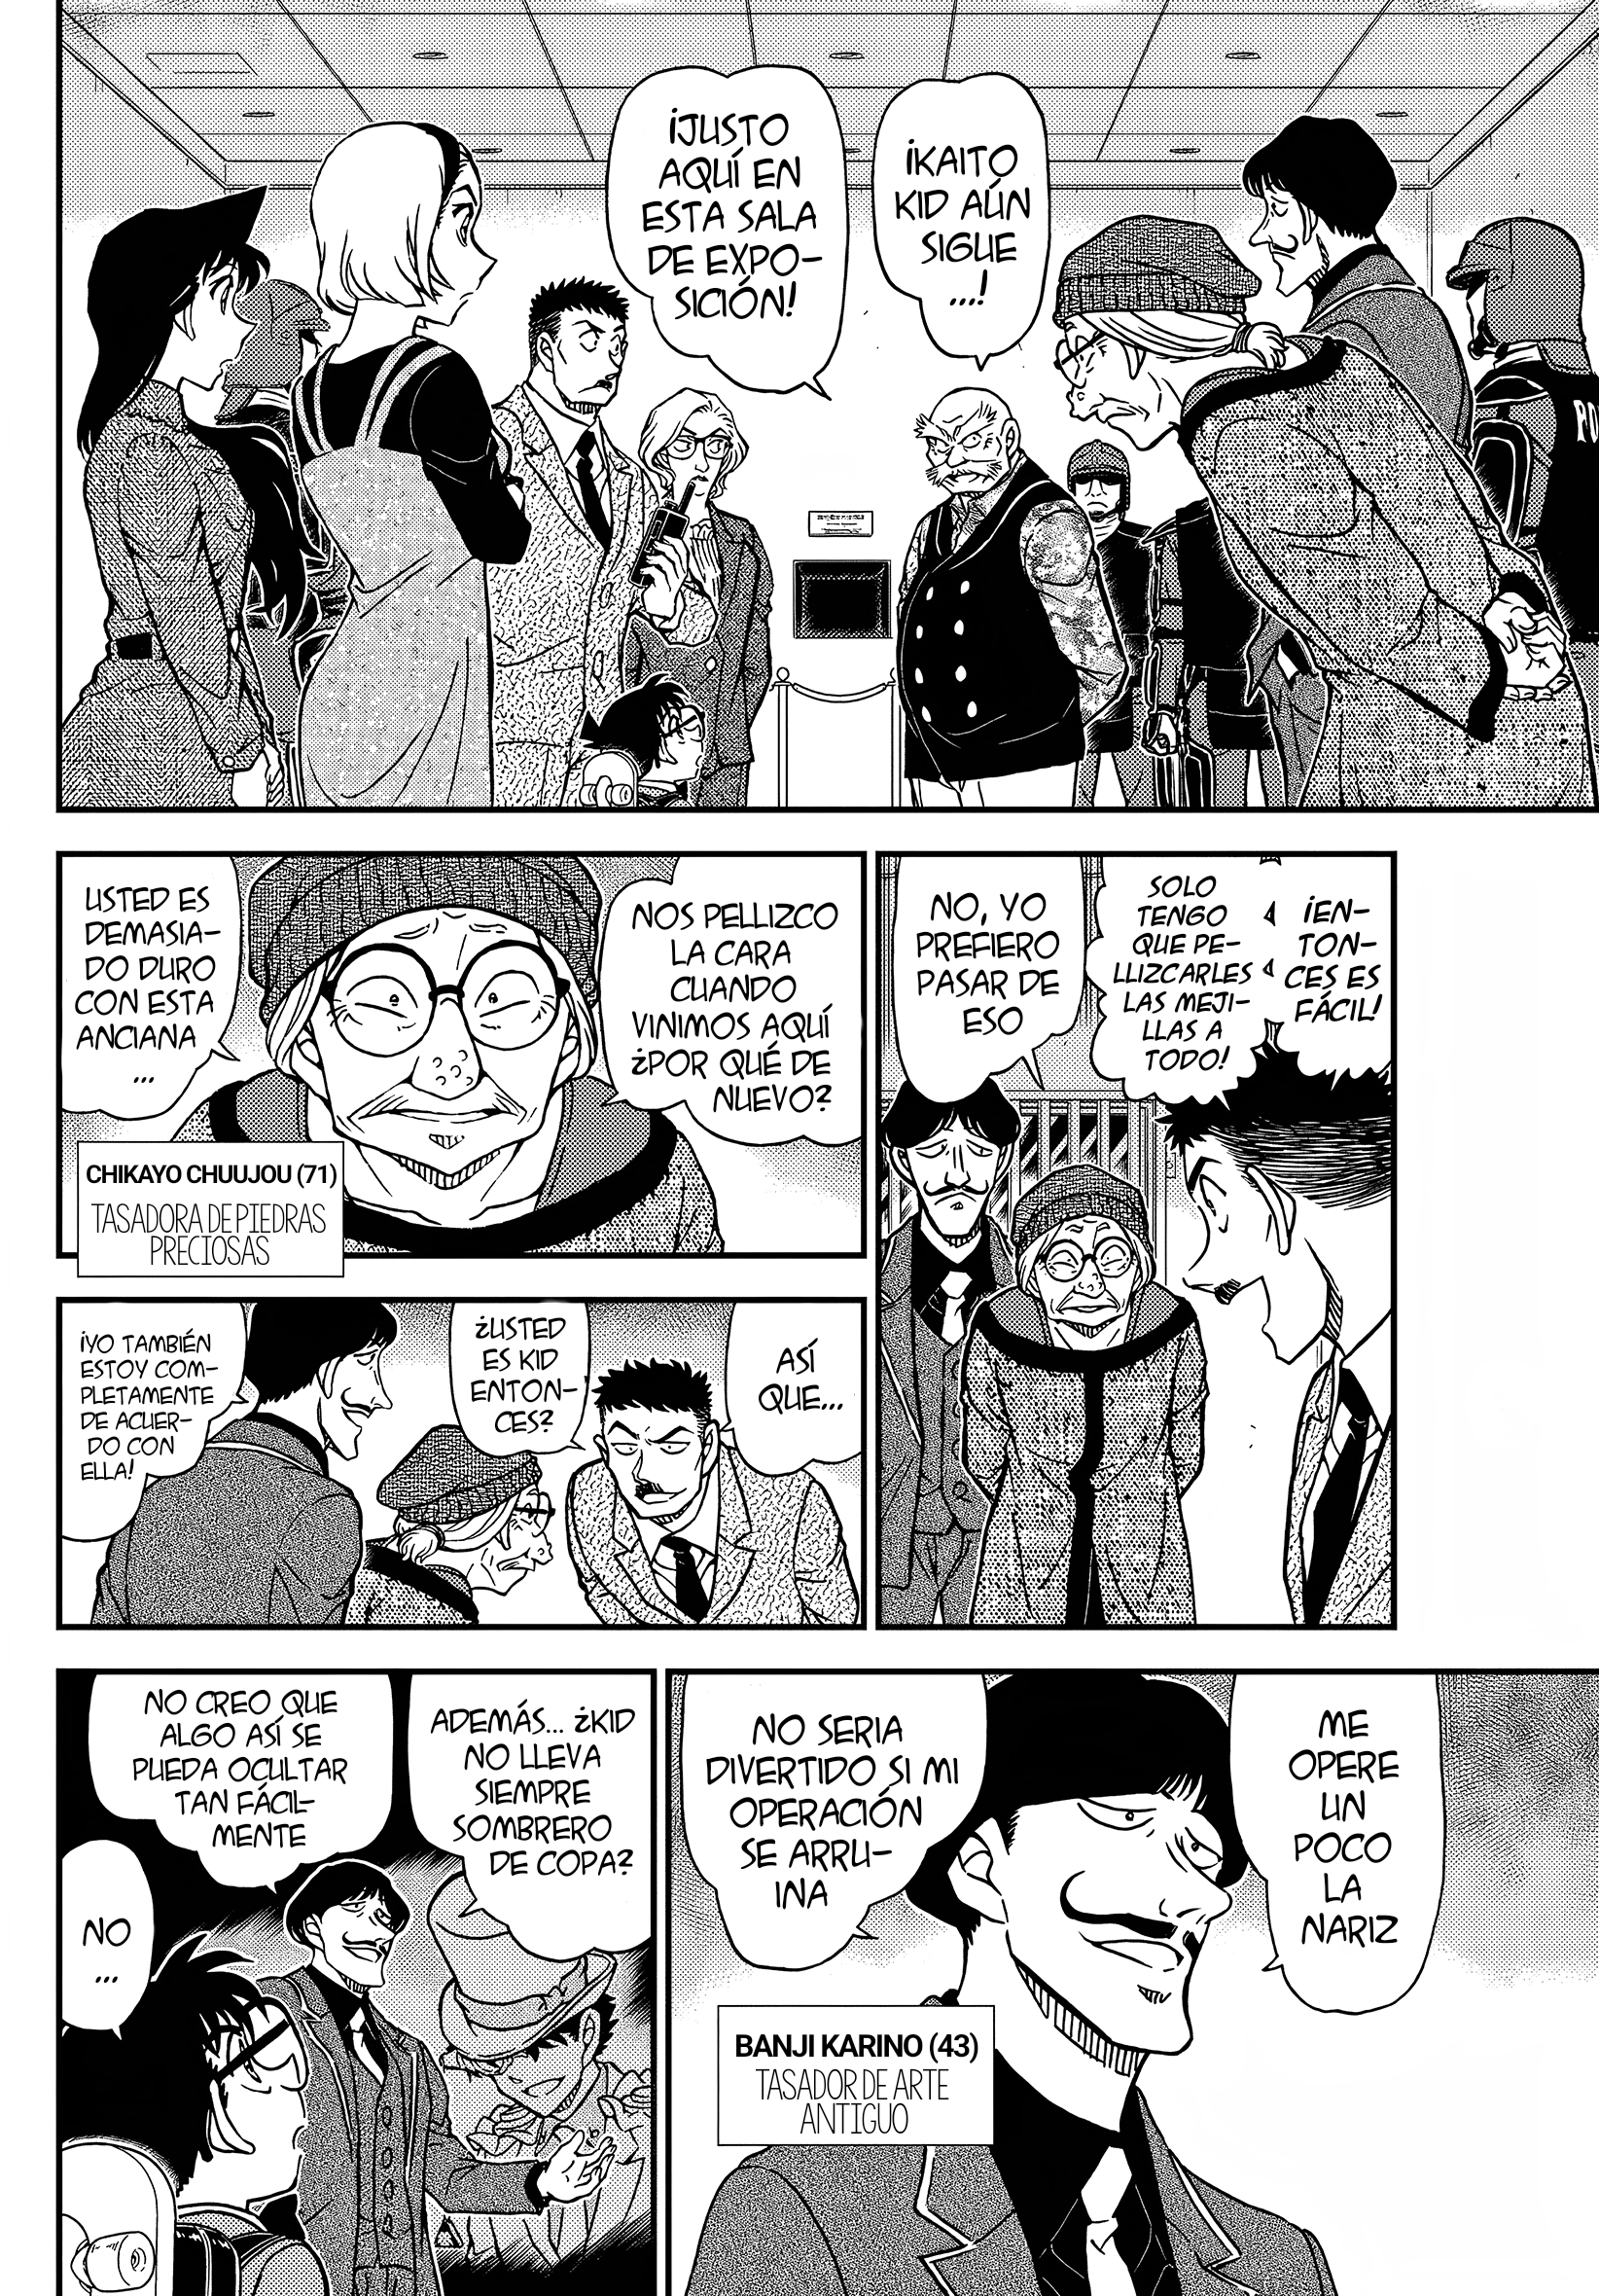 ¡KAITO
KID AÚN
SIGUE
...!
¡JUSTO
AQUÍ EN
ESTA SALA
DE EXPO-
SICIÓN!
¡EN-
TON-
CES ES
FÁCIL!
SOLO
TENGO
QUE PE-
LLIZCARLES
LAS MEJI-
LLAS A
TODO!
NO, YO
PREFIERO
PASAR DE
ESO
NOS PELLIZCO
LA CARA
CUANDO
VINIMOS AQUÍ
¿POR QUÉ DE
NUEVO?
USTED ES
DEMASIA-
DO DURO
CON ESTA
ANCIANA
...
CHIKAYO CHUUJOU (71)
TASADORA DE PIEDRAS
PRECIOSAS
ASÍ
QUE...
¿USTED
ES KID
ENTON-
CES?
¡YO TAMBIÉN
ESTOY COM-
PLETAMENTE
DE ACUER-
DO CON
ELLA!
ME
OPERE
UN
POCO
LA
NARIZ
NO SERIA
DIVERTIDO SI MI
OPERACIÓN
SE ARRU-
INA
BANJI KARINO (43)
TASADOR DE ARTE
ANTIGUO
ADEMÁS... ¿KID
NO LLEVA
SIEMPRE
SOMBRERO
DE COPA?
NO CREO QUE
ALGO ASÍ SE
PUEDA OCULTAR
TAN FÁCIL-
MENTE
NO
...